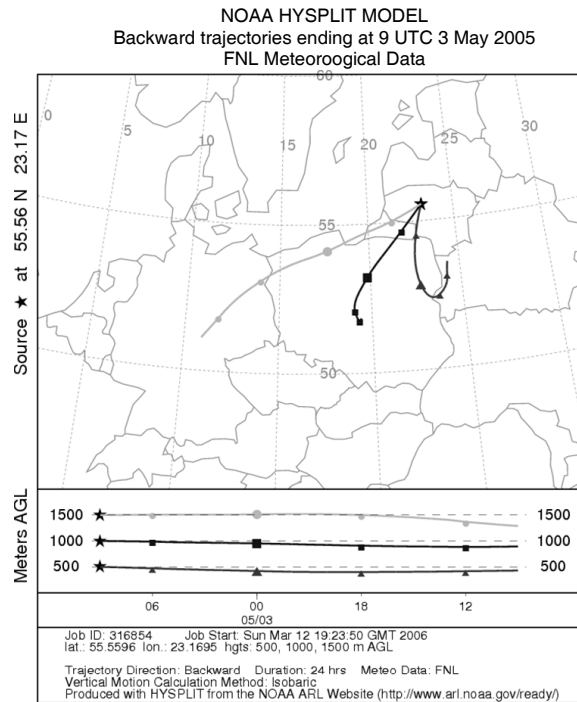 NOAA HYSPLIT MODEL
Backward trajectories ending at 9 UTC 3 May 2005
FNL Meteoroogical Data
Source ★ at 55.56 N 23.17 E
60
0
5
10
15
20
25
30
55
50
Meters AGL
1500
1500
1000
1000
500
500
06
00
18
12
05/03
Job ID: 316854 Job Start: Sun Mar 12 19:23:50 GMT 2006
lat.: 55.5596 lon.: 23.1695 hgts: 500, 1000, 1500 m AGL
Trajectory Direction: Backward Duration: 24 hrs Meteo Data: FNL
Vertical Motion Calculation Method: Isobaric
Produced with HYSPLIT from the NOAA ARL Website (http://www.arl.noaa.gov/ready/)